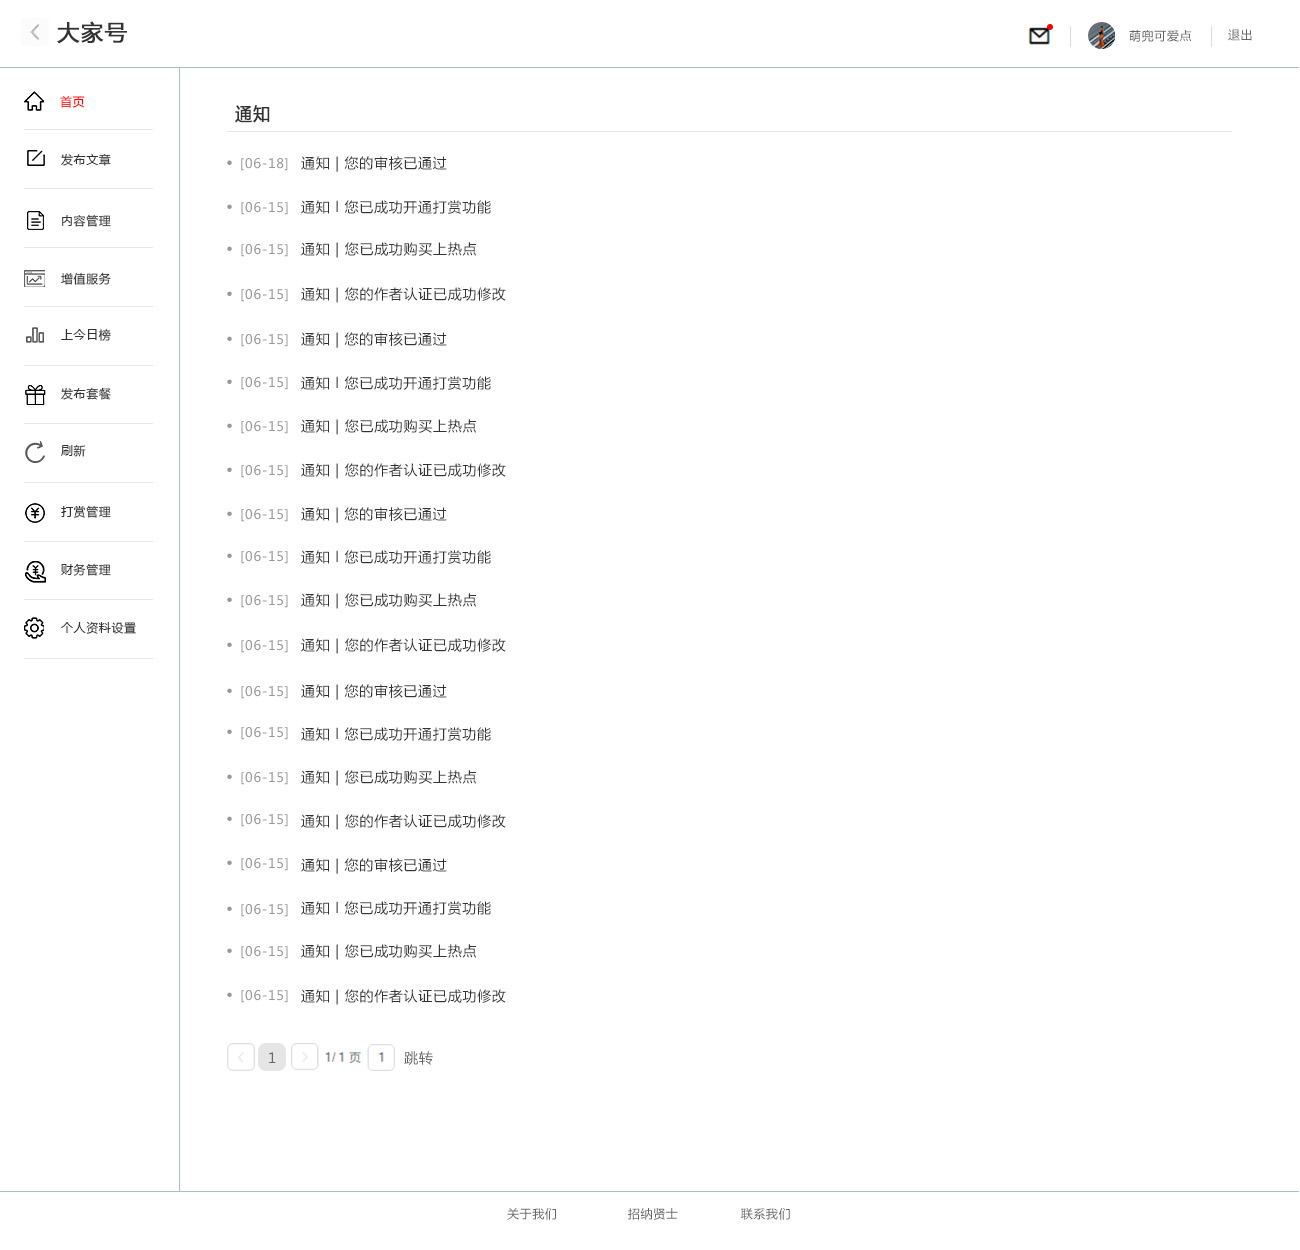 大家号
萌兜可爱点 退出
首页
发布文章
内容管理
增值服务
上今日榜
发布套餐
刷新
打赏管理
财务管理
个人资料设置
通知
[06-18] 通知 | 您的审核已通过
[06-15] 通知 | 您已成功开通打赏功能
[06-15] 通知 | 您已成功购买上热点
[06-15] 通知 | 您的作者认证已成功修改
[06-15] 通知 | 您的审核已通过
[06-15] 通知 | 您已成功开通打赏功能
[06-15] 通知 | 您已成功购买上热点
[06-15] 通知 | 您的作者认证已成功修改
[06-15] 通知 | 您的审核已通过
[06-15] 通知 | 您已成功开通打赏功能
[06-15] 通知 | 您已成功购买上热点
[06-15] 通知 | 您的作者认证已成功修改
[06-15] 通知 | 您的审核已通过
[06-15] 通知 | 您已成功开通打赏功能
[06-15] 通知 | 您已成功购买上热点
[06-15] 通知 | 您的作者认证已成功修改
[06-15] 通知 | 您的审核已通过
[06-15] 通知 | 您已成功开通打赏功能
[06-15] 通知 | 您已成功购买上热点
[06-15] 通知 | 您的作者认证已成功修改
1 1/ 1 页 1 跳转
关于我们 招纳贤士 联系我们